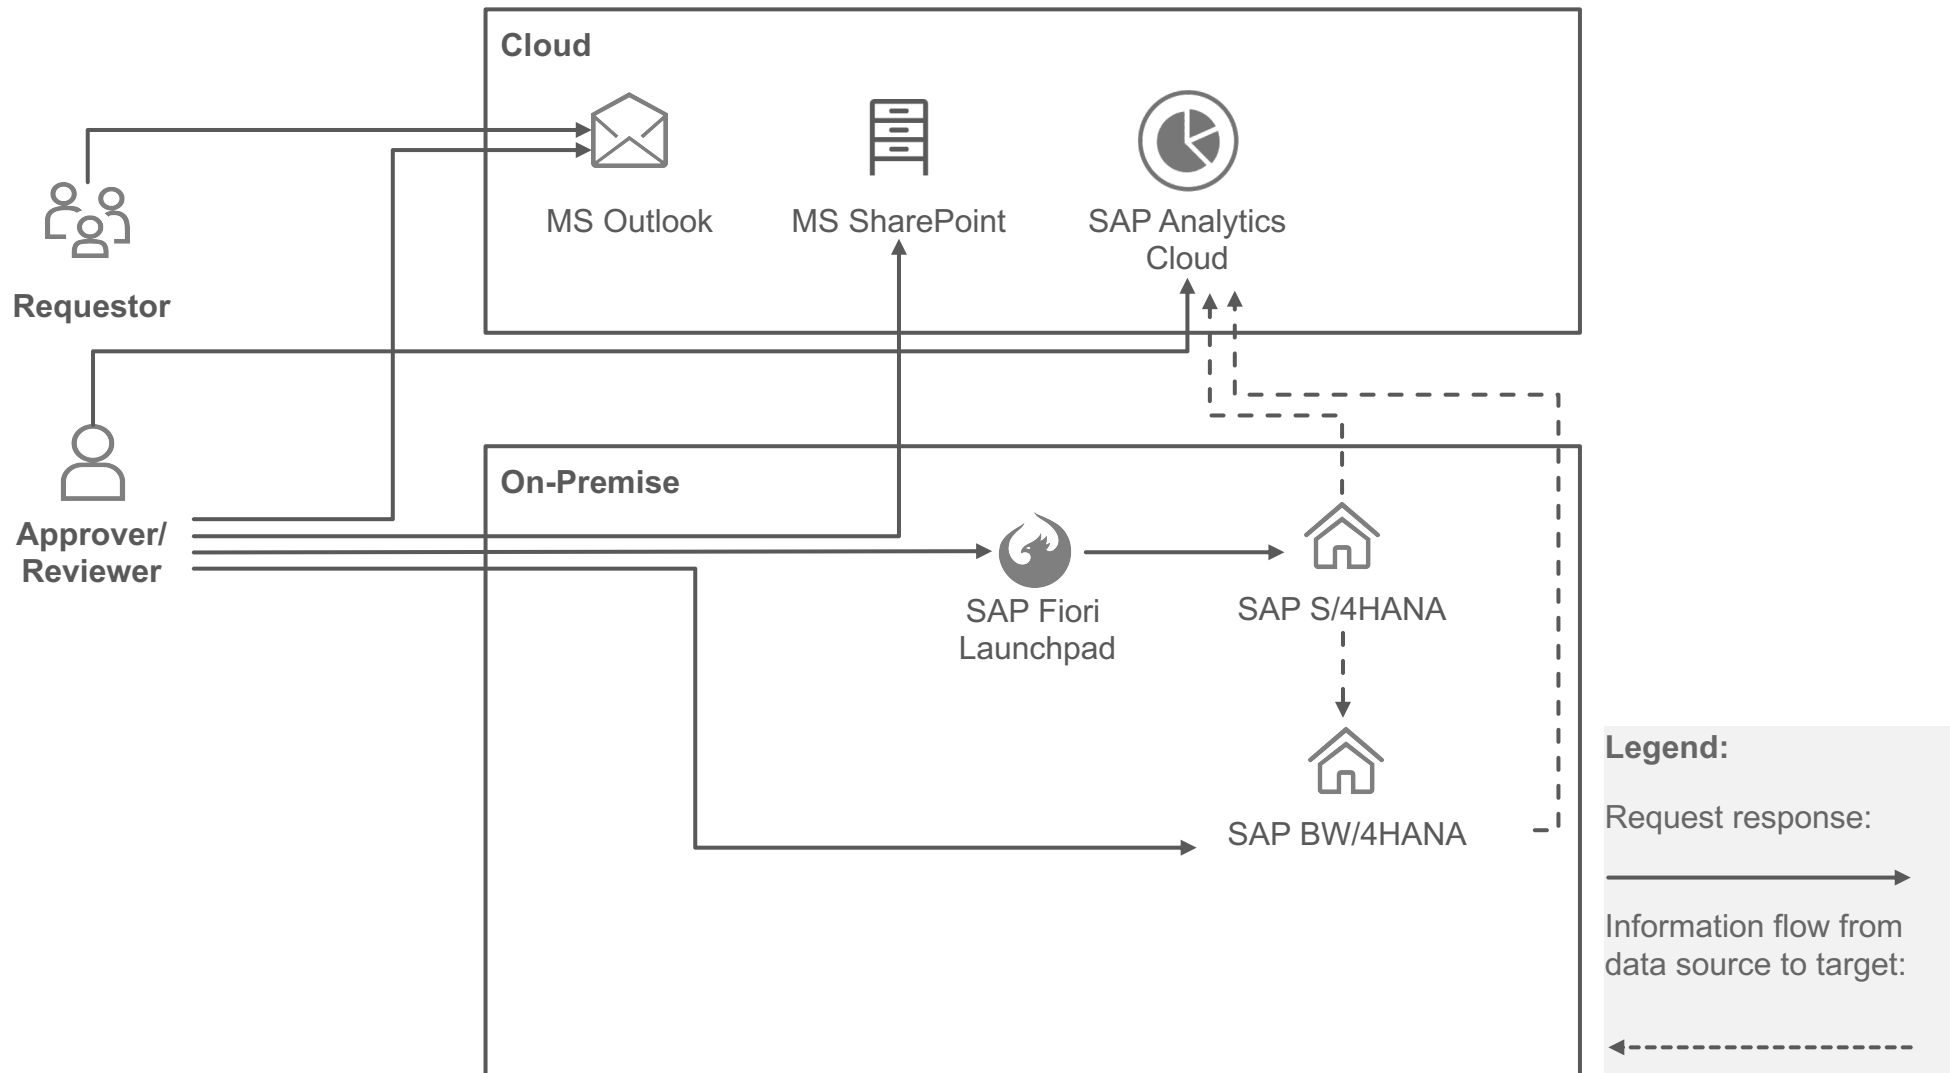 Cloud
MS Outlook
MS SharePoint
SAP Analytics
Cloud
Requestor
Approver/
Reviewer
On-Premise
SAP Fiori
Launchpad
SAP S/4HANA
SAP BW/4HANA
Legend:
Request response:
Information flow from
data source to target: